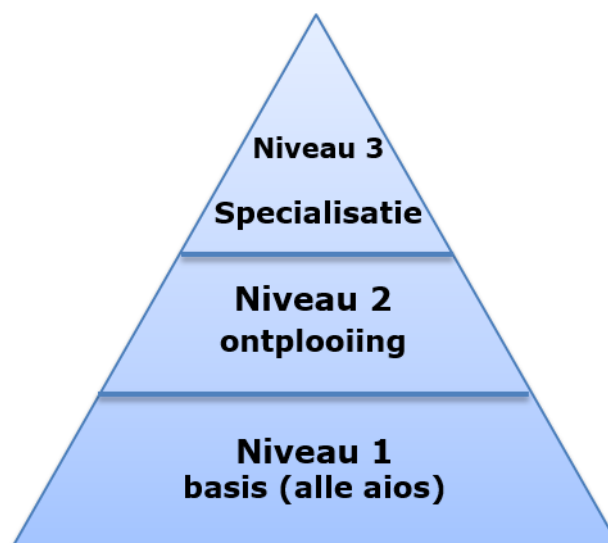 Niveau 3
Specialisatie
Niveau 2
ontplooiing
Niveau 1
basis (alle aios)